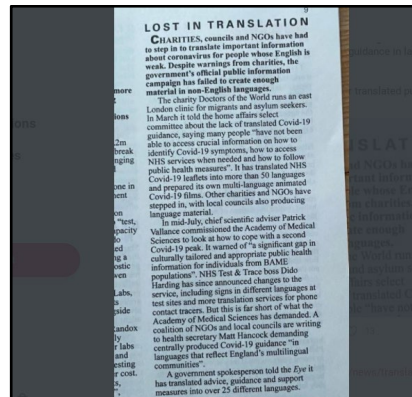 9
LOST IN TRANSLATION
CHARITIES, councils and NGOs have had
to step in to translate important information
about coronavirus for people whose English is
weak. Despite warnings from charities, the
government's official public information
campaign has failed to create enough
material in non-English languages.
The charity Doctors of the World runs an east
London clinic for migrants and asylum seekers.
In March it told the home affairs select
committee about the lack of translated Covid-19
guidance, saying many people "have not been
able to access crucial information on how to
identify Covid-19 symptoms, how to access
NHS services when needed and how to follow
public health measures". It has translated NHS
Covid-19 leaflets into more than 50 languages
and prepared its own multi-language animated
Covid-19 films. Other charities and NGOs have
stepped in, with local councils also producing
language material.
In mid-July, chief scientific adviser Patrick
Vallance commissioned the Academy of Medical
Sciences to look at how to cope with a second
Covid-19 peak. It warned of "a significant gap in
culturally tailored and appropriate public health
information for individuals from BAME
populations". NHS Test & Trace boss Dido
Harding has since announced changes to the
service, including signs in different languages at
test sites and more translation services for phone
contact tracers. But this is far short of what the
Academy of Medical Sciences has demanded. A
coalition of NGOs and local councils are writing
to health secretary Matt Hancock demanding
centrally produced Covid-19 guidance "in
languages that reflect England's multilingual
communities".
A government spokesperson told the Eye it
has translated advice, guidance and support
measures into over 25 different languages.